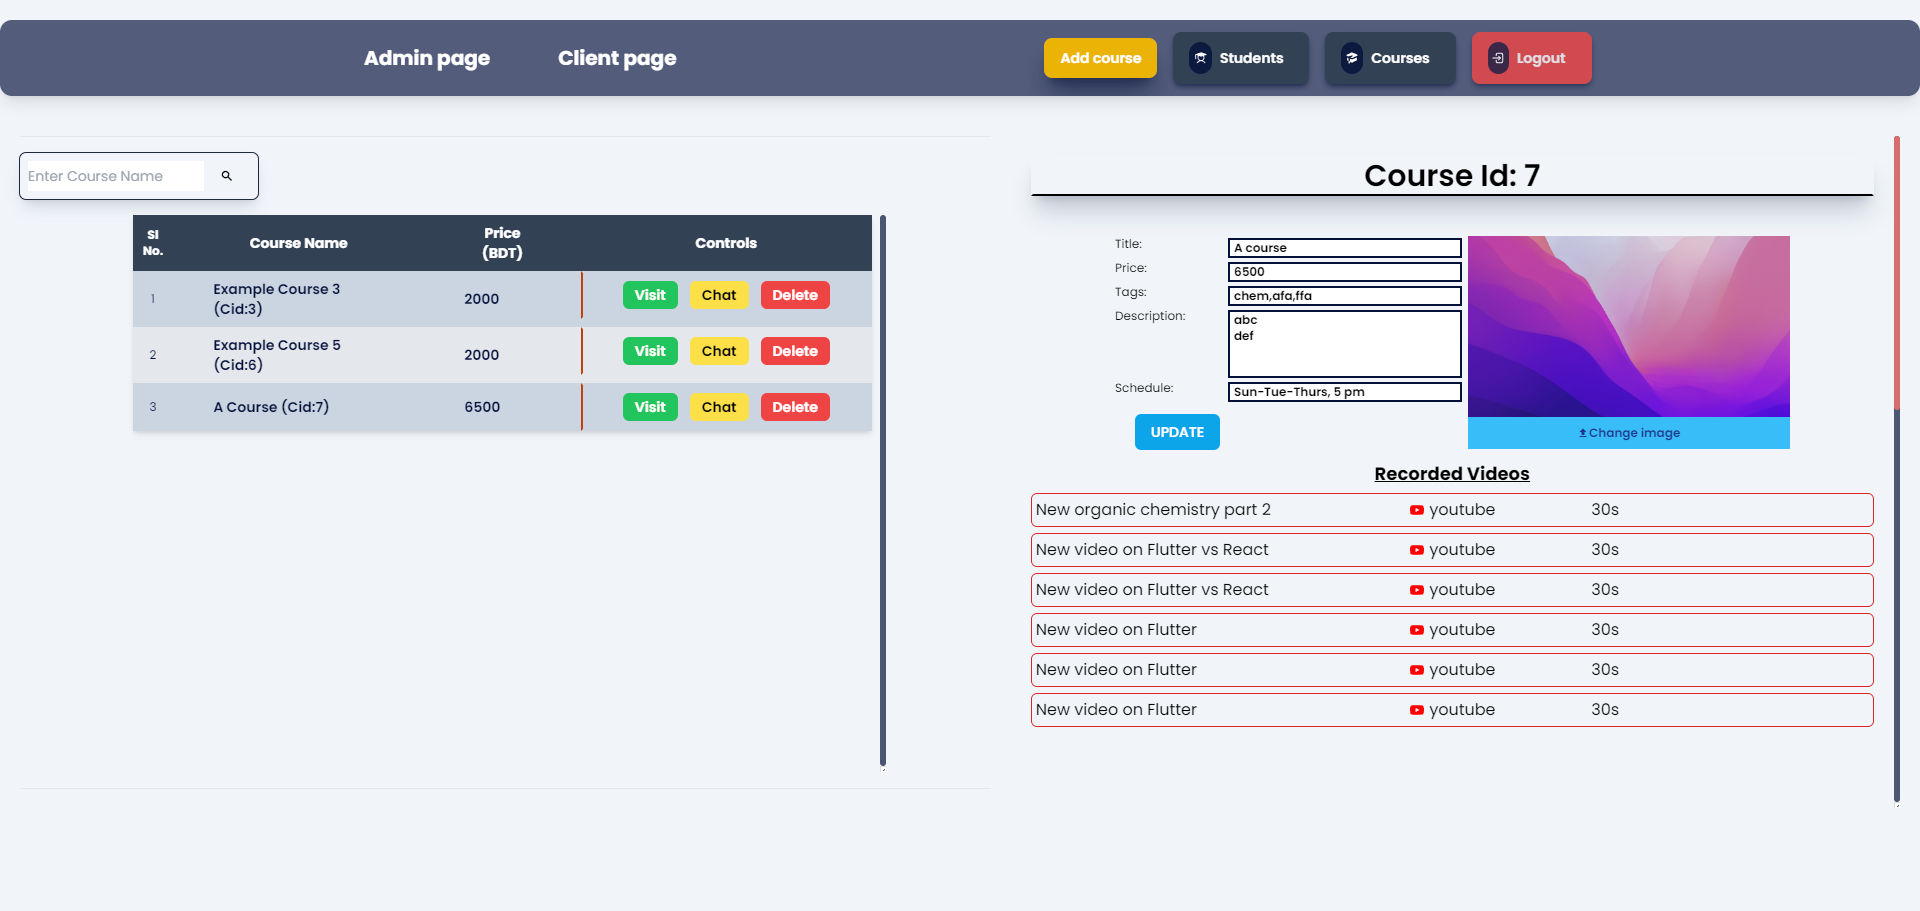 Admin page
Client page
Add course
Students
Courses
Logout
Enter Course Name
Sl No.
Course Name
Price (BDT)
Controls
1
Example Course 3 (Cid:3)
2000
Visit
Chat
Delete
2
Example Course 5 (Cid:6)
2000
Visit
Chat
Delete
3
A Course (Cid:7)
6500
Visit
Chat
Delete
Course Id: 7
Title:
A course
Price:
6500
Tags:
chem,afa,ffa
Description:
abc
def
Schedule:
Sun-Tue-Thurs, 5 pm
UPDATE
Change image
Recorded Videos
New organic chemistry part 2 youtube 30s
New video on Flutter vs React youtube 30s
New video on Flutter vs React youtube 30s
New video on Flutter youtube 30s
New video on Flutter youtube 30s
New video on Flutter youtube 30s